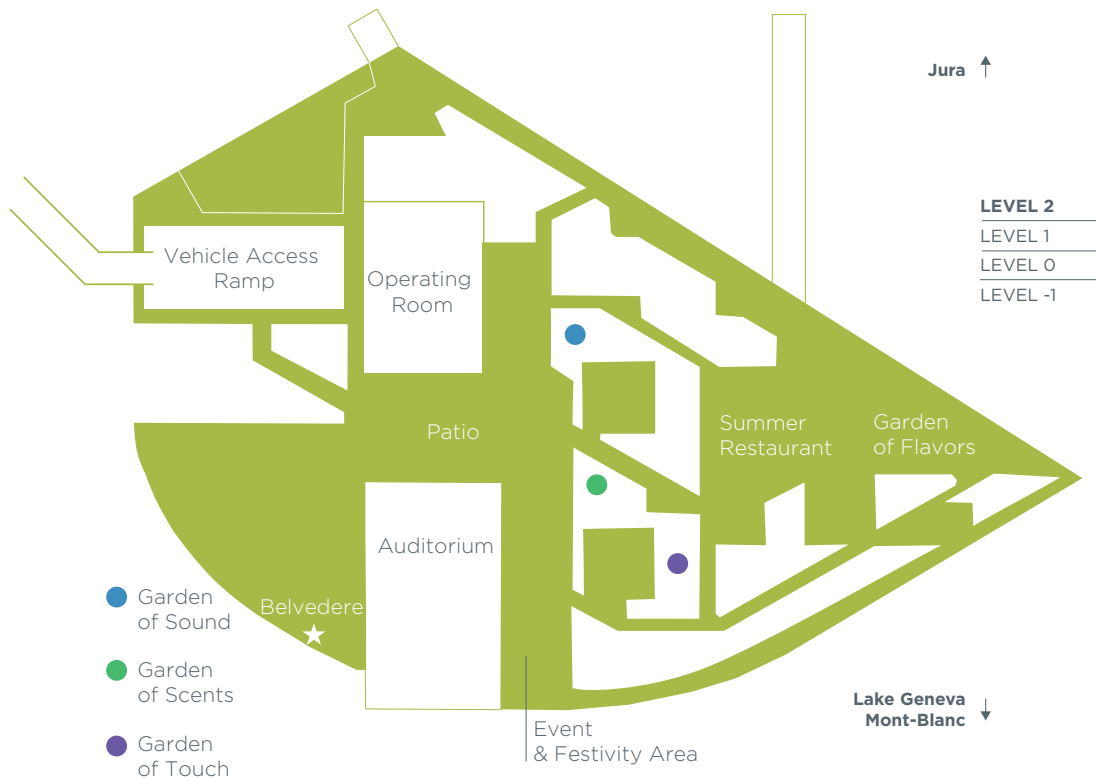 Jura
LEVEL 2
LEVEL 1
LEVEL 0
LEVEL -1
Vehicle Access
Ramp
Operating
Room
Patio
Summer
Restaurant
Garden
of Flavors
Auditorium
Belvedere
Garden
of Sound
Garden
of Scents
Garden
of Touch
Event
& Festivity Area
Lake Geneva
Mont-Blanc